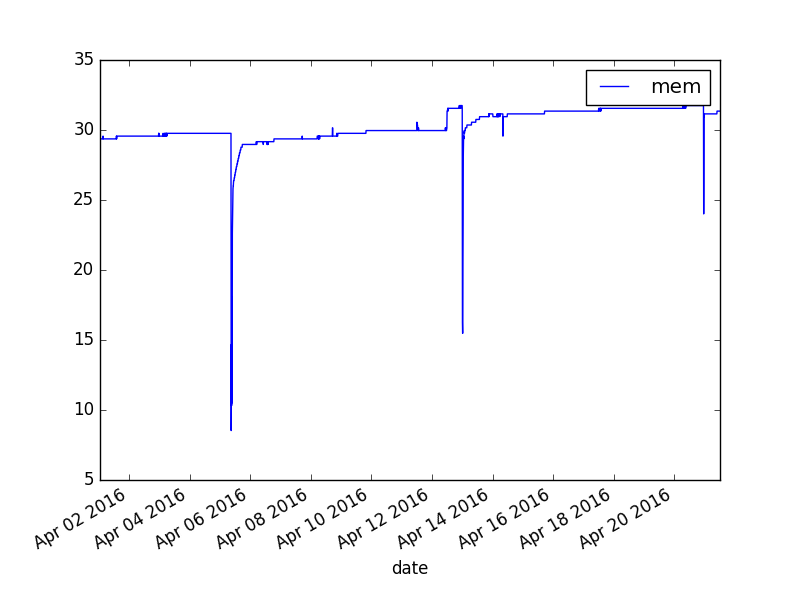 35
30
25
20
15
10
5
mem
Apr 02 2016
Apr 04 2016
Apr 06 2016
Apr 08 2016
Apr 10 2016
Apr 12 2016
Apr 14 2016
Apr 16 2016
Apr 18 2016
Apr 20 2016
date